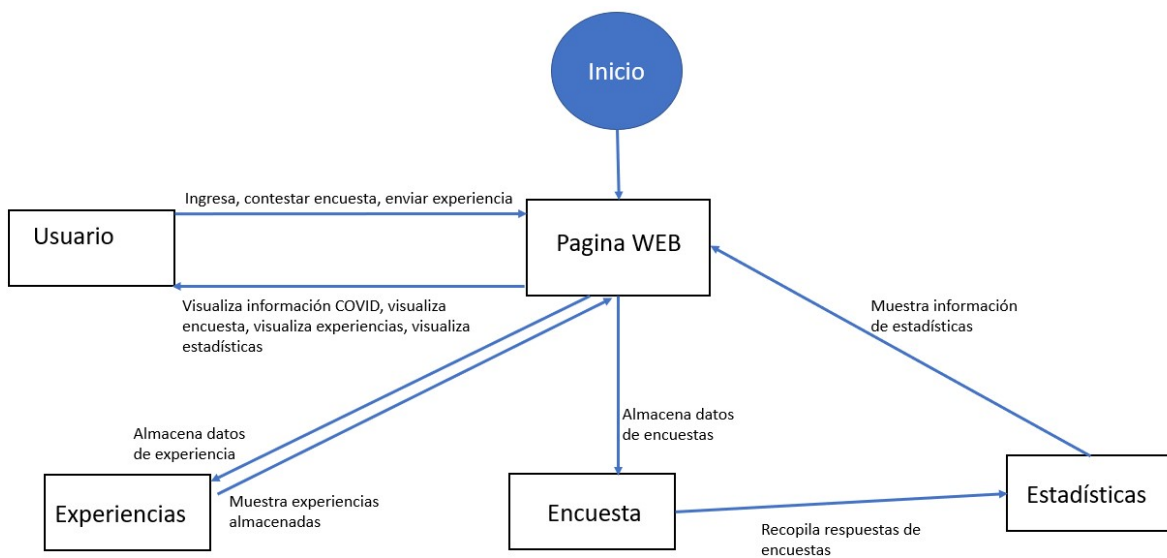 Inicio
Ingresa, contestar encuesta, enviar experiencia
Usuario
Pagina WEB
Visualiza información COVID, visualiza
encuesta, visualiza experiencias, visualiza
estadísticas
Muestra información
de estadísticas
Almacena datos
de experiencia
Almacena datos
de encuestas
Experiencias
Muestra experiencias
almacenadas
Encuesta
Estadísticas
Recopila respuestas de
encuestas